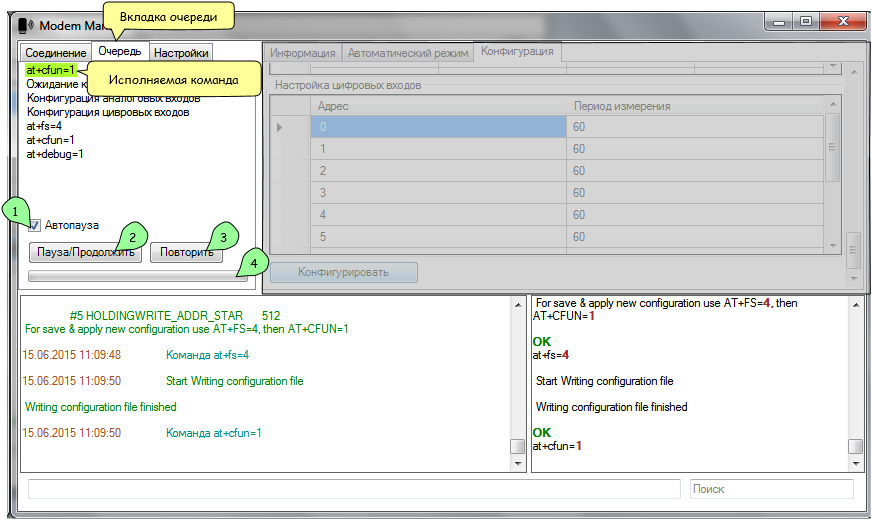 Вкладка очереди
Modem Man
Соединение
Очередь
Настройки
Исполняемая команда
at+cfun=1
Ожидание к
Конфигурация аналоговых входов
Конфигурация цивровых входов
at+fs=4
at+cfun=1
at+debug=1
1
Автопауза
2
3
Пауза/Продолжить
Повторить
4
Информация
Автоматический режим
Конфигурация
Настройка цифровых входов
Адрес
Период измерения
0 60
1 60
2 60
3 60
4 60
5 60
Конфигурировать
#5 HOLDINGWRITE_ADDR_STAR 512
For save & apply new configuration use AT+FS=4, then AT+CFUN=1
15.06.2015 11:09:48 Команда at+fs=4
15.06.2015 11:09:50 Start Writing configuration file
Writing configuration file finished
15.06.2015 11:09:50 Команда at+cfun=1
For save & apply new configuration use AT+FS=4, then
AT+CFUN=1
OK
at+fs=4
Start Writing configuration file
Writing configuration file finished
OK
at+cfun=1
Поиск